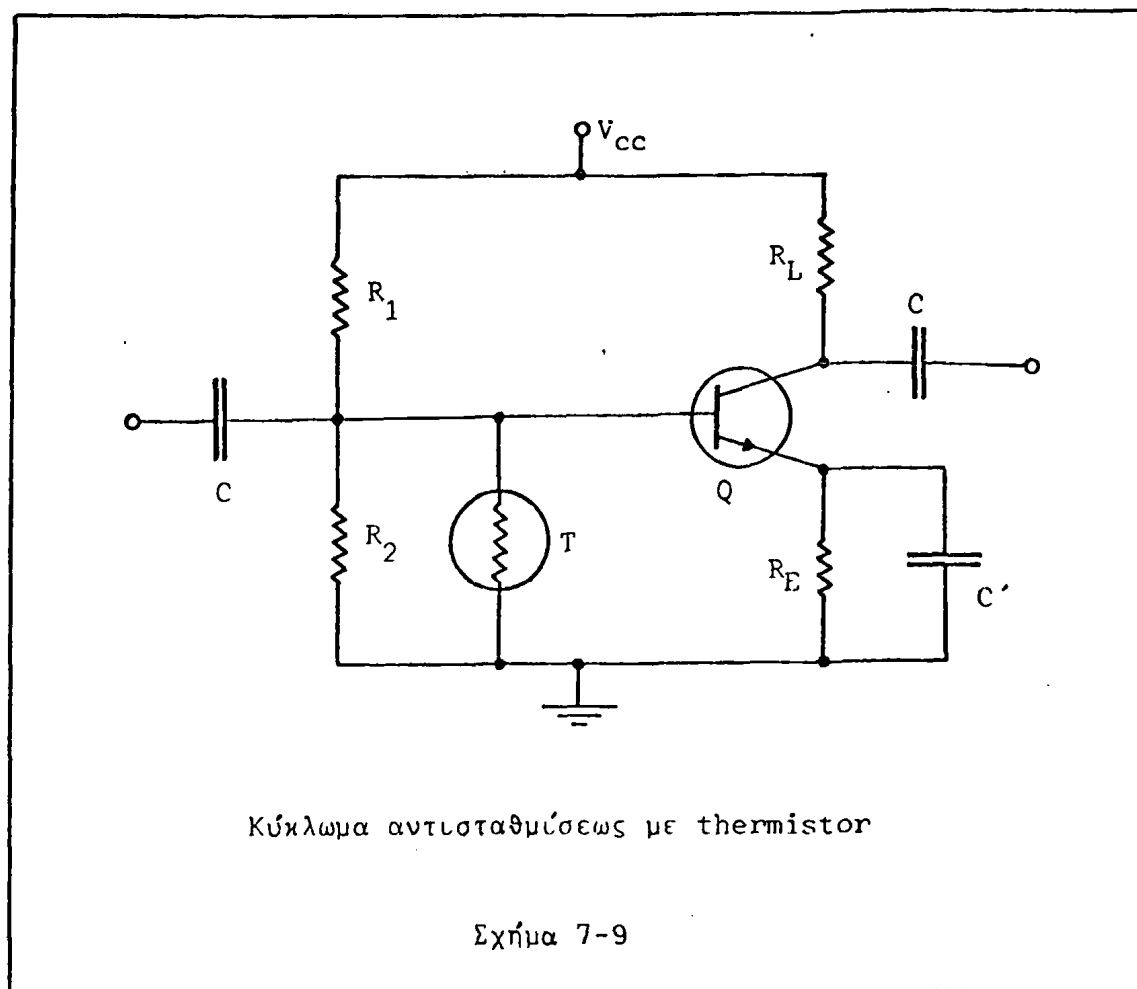 V_cc
R_L
C
R_1
C
Q
R_2
T
R_E
C´
Κύκλωμα αντισταθμίσεως με thermistor
Σχήμα 7-9